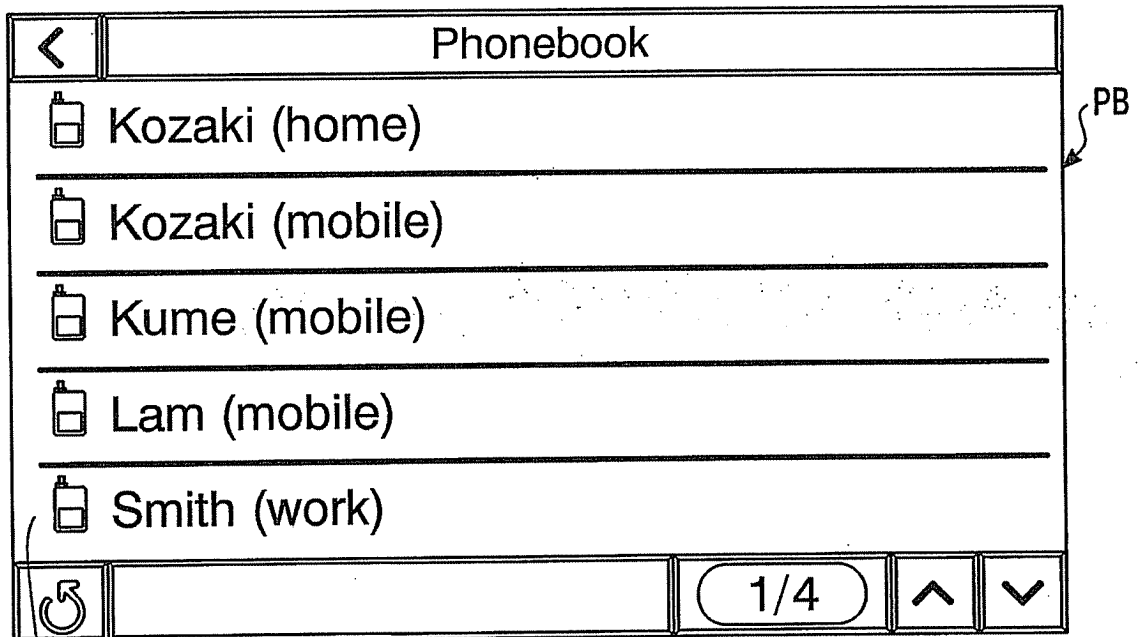 Phonebook
PB
Kozaki (home)
Kozaki (mobile)
Kume (mobile)
Lam (mobile)
Smith (work)
1/4